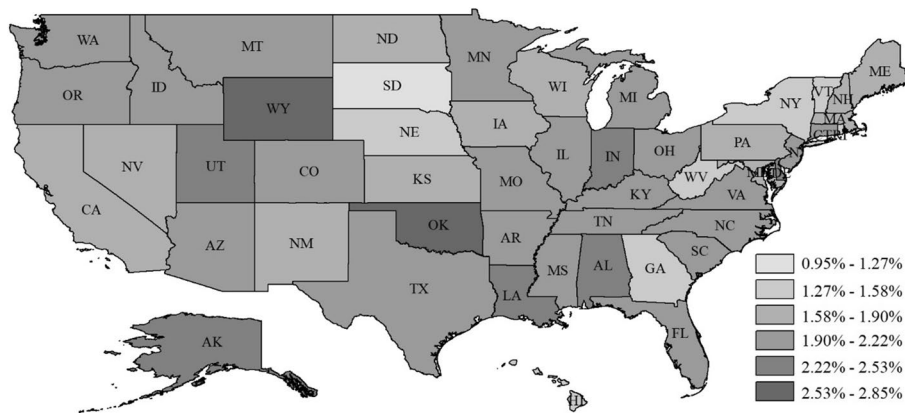 WA
MT
ND
MN
ME
OR
ID
SD
WI
MI
NY
VT
NH
MA
WY
NE
IA
PA
NV
UT
CO
KS
MO
IL
IN
OH
WV
VA
KY
CA
AZ
NM
OK
AR
TN
NC
SC
TX
LA
MS
AL
GA
FL
AK
HI
CT
RI
0.95% - 1.27%
1.27% - 1.58%
1.58% - 1.90%
1.90% - 2.22%
2.22% - 2.53%
2.53% - 2.85%